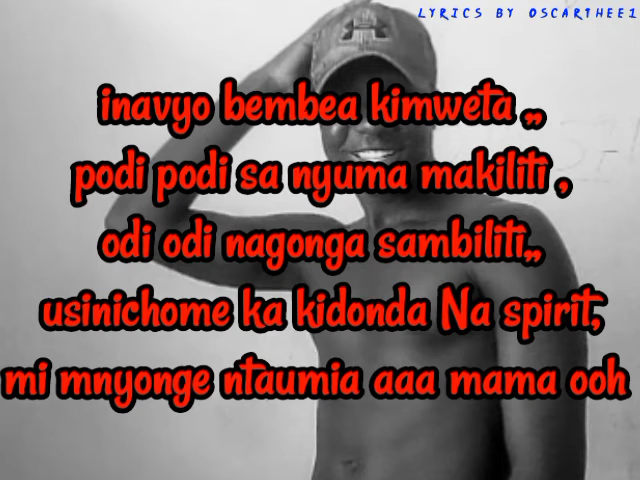 LYRICS BY OSCARTHEE1
inavyo bembea kimweta ,,
podi podi sa nyuma makiliti ,
odi odi nagonga sambiliti,,
usinichome ka kidonda Na spirit,
mi mnyonge ntaumia aaa mama ooh